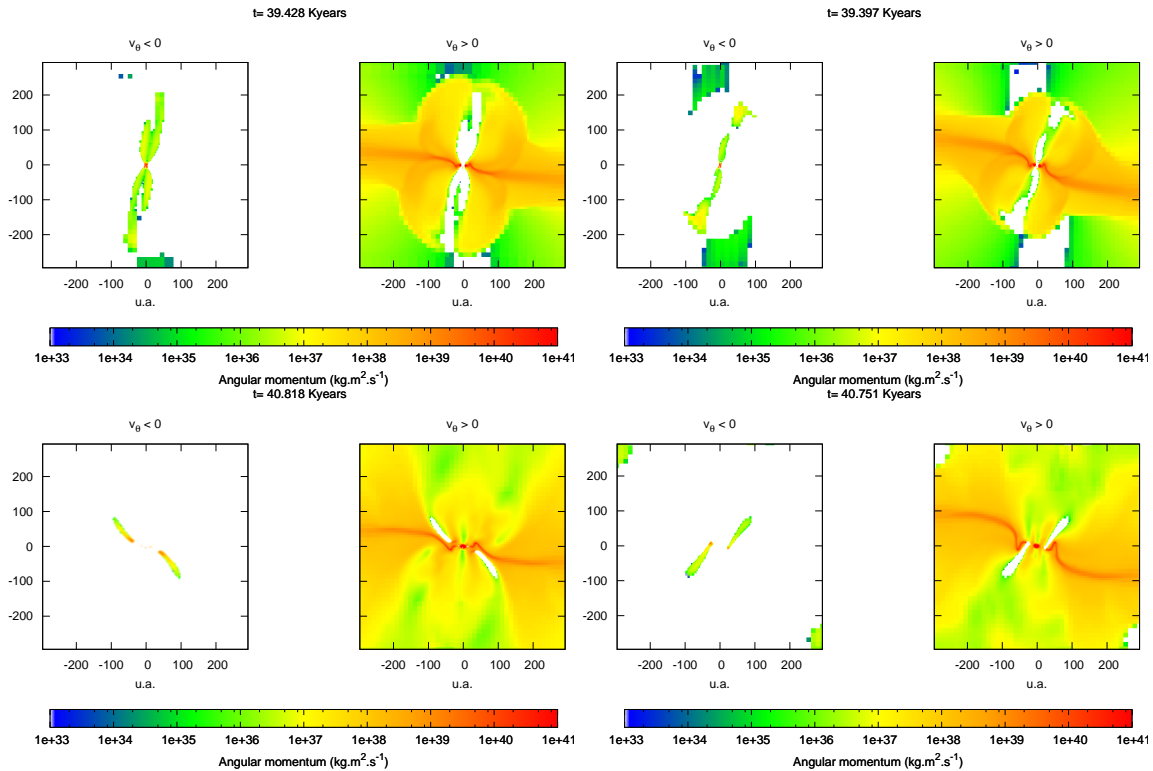 t= 39.428 Kyears
v_θ < 0
v_θ > 0
200
100
0
-100
-200
-200 -100 0 100 200
u.a.
-200 -100 0 100 200
u.a.
1e+33 1e+34 1e+35 1e+36 1e+37 1e+38 1e+39 1e+40 1e+41
Angular momentum (kg.m².s⁻¹)
t= 39.397 Kyears
v_θ < 0
v_θ > 0
200
100
0
-100
-200
-200 -100 0 100 200
u.a.
-200 -100 0 100 200
u.a.
1e+33 1e+34 1e+35 1e+36 1e+37 1e+38 1e+39 1e+40 1e+41
Angular momentum (kg.m².s⁻¹)
t= 40.818 Kyears
v_θ < 0
v_θ > 0
200
100
0
-100
-200
-200 -100 0 100 200
u.a.
-200 -100 0 100 200
u.a.
1e+33 1e+34 1e+35 1e+36 1e+37 1e+38 1e+39 1e+40 1e+41
Angular momentum (kg.m².s⁻¹)
t= 40.751 Kyears
v_θ < 0
v_θ > 0
200
100
0
-100
-200
-200 -100 0 100 200
u.a.
-200 -100 0 100 200
u.a.
1e+33 1e+34 1e+35 1e+36 1e+37 1e+38 1e+39 1e+40 1e+41
Angular momentum (kg.m².s⁻¹)